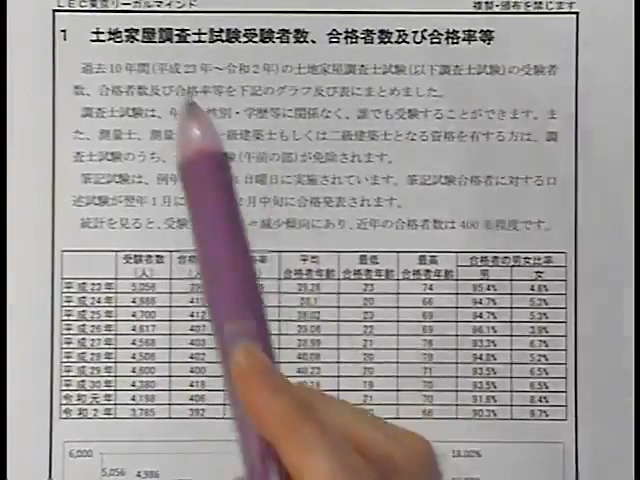 LEC東京リーガルマインド 複製・頒布を禁じます
1 土地家屋調査士試験受験者数、合格者数及び合格率等
過去10年間(平成23年～令和2年)の土地家屋調査士試験(以下調査士試験)の受験者
数、合格者数及び合格率等を下記のグラフ及び表にまとめました。
調査士試験は、年 性別・学歴等に関係なく、誰でも受験することができます。ま
た、測量士、測量 級建築士もしくは二級建築士となる資格を有する方は、調
査士試験のうち、 験(午前の部)が免除されます。
筆記試験は、例年 日曜日に実施されています。筆記試験合格者に対する口
述試験が翌年1月に 2月中旬に合格発表されます。
統計を見ると、受験 減少傾向にあり、近年の合格者数は400名程度です。
受験者数 合格 率 平均 最低 最高 合格者の男女比率
(人) (人 合格者年齢 合格者年齢 合格者年齢 男 女
平成23年 5,056 39.26 23 74 95.4% 4.6%
平成24年 4,986 20 66 94.7% 5.3%
平成25年 4,700 412 23 69 94.7% 5.3%
平成26年 4,617 407 22 69 96.1% 3.9%
平成27年 4,568 403 21 93.3% 6.7%
平成28年 4,506 402 20 94.8% 5.2%
平成29年 4,600 400 20 71 93.5% 6.5%
平成30年 4,380 418 19 70 93.5% 6.5%
令和元年 4,198 406 21 70 91.6% 8.4%
令和2年 3,785 392 66 90.3% 9.7%
6,000 18.00%
5,056 4,986